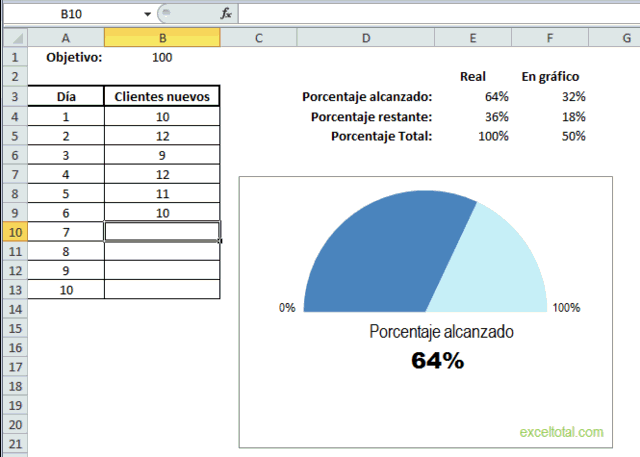 B10 fx
A B C D E F G
1 Objetivo: 100
2 Real En gráfico
3 Día Clientes nuevos Porcentaje alcanzado: 64% 32%
4 1 10 Porcentaje restante: 36% 18%
5 2 12 Porcentaje Total: 100% 50%
6 3 9
7 4 12
8 5 11
9 6 10
10 7
11 8
12 9
13 10
14 0% 100%
15 Porcentaje alcanzado
16
17 64%
18
19
20 exceltotal.com
21